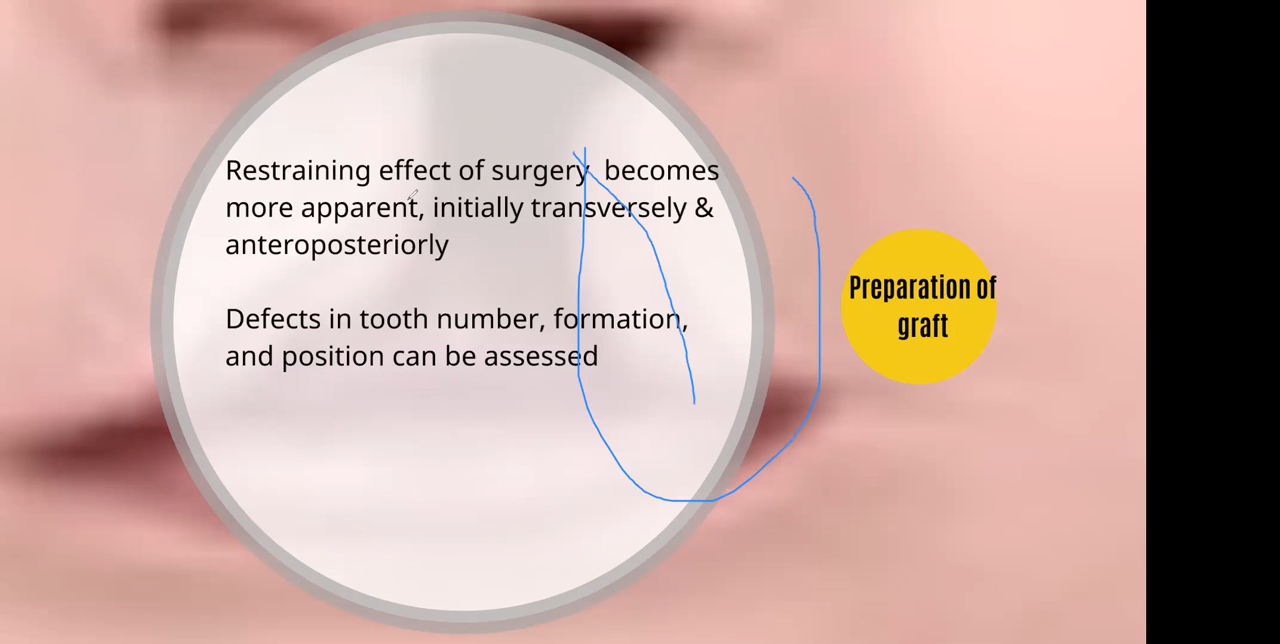 Restraining effect of surgery  becomes
more apparent, initially transversely &
anteroposteriorly
Defects in tooth number, formation,
and position can be assessed
Preparation of
graft